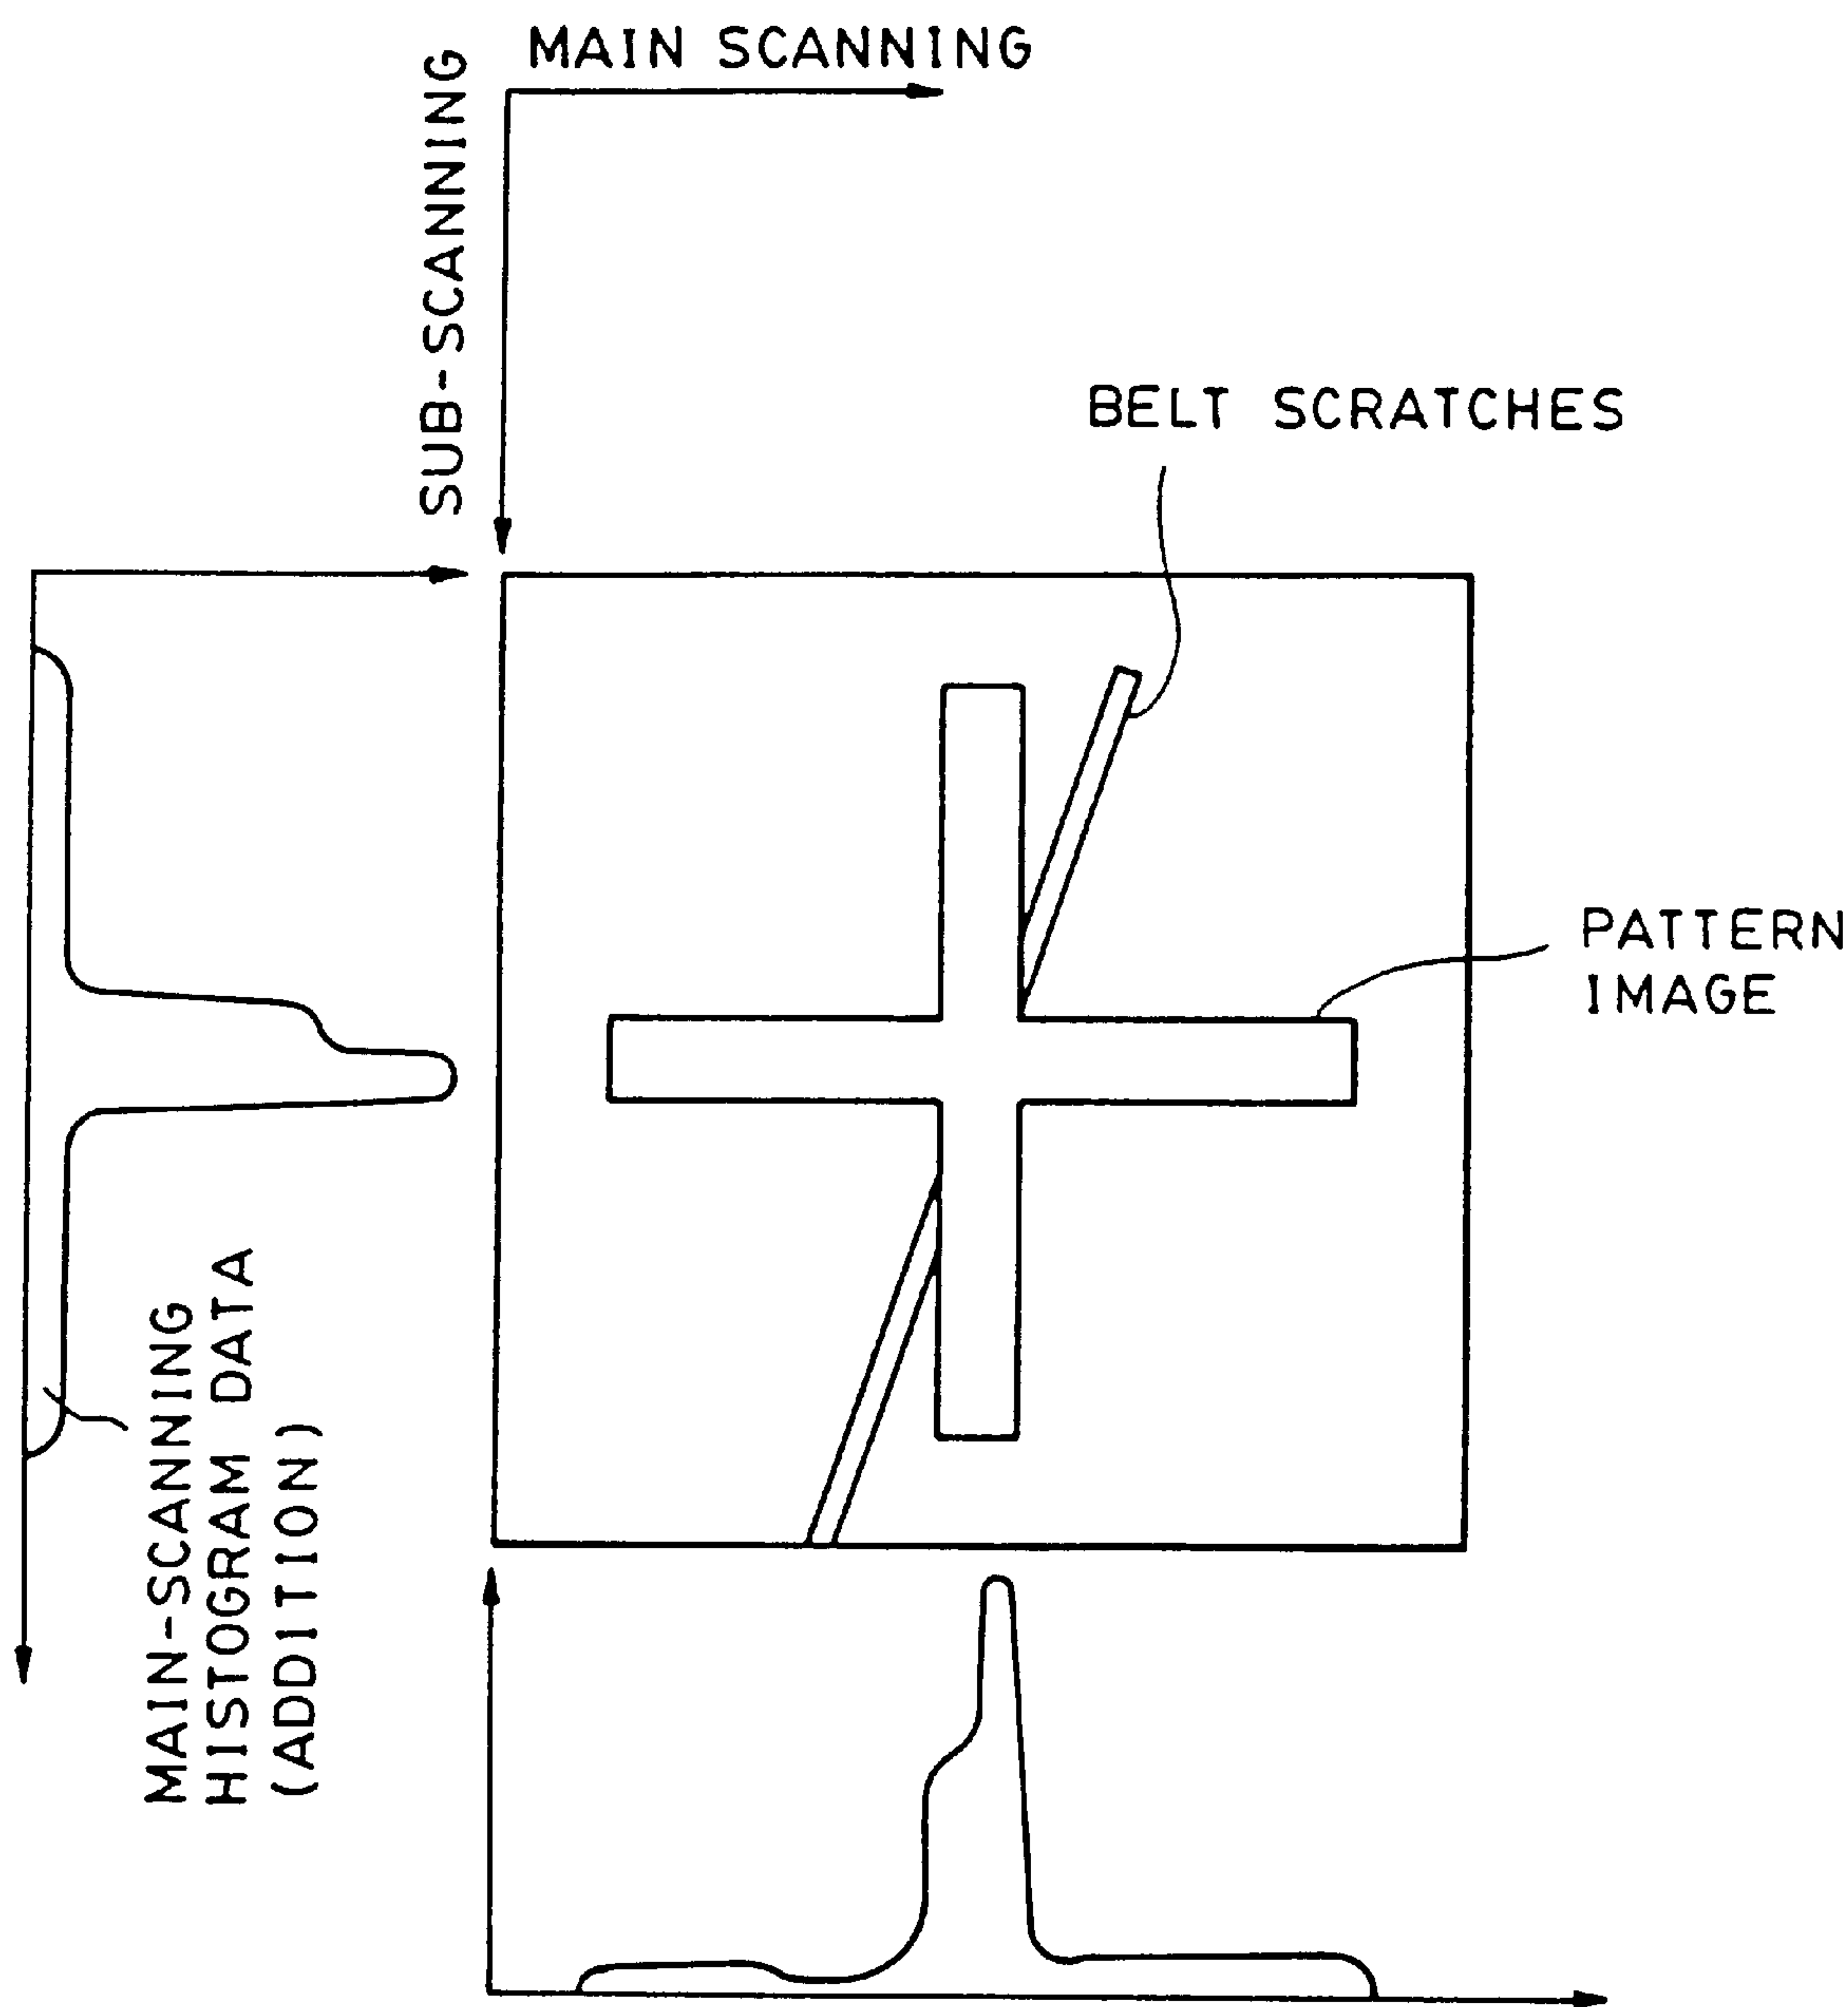 MAIN SCANNING
SUB-SCANNING
BELT SCRATCHES
PATTERN
IMAGE
MAIN-SCANNING
HISTOGRAM DATA
(ADDITION)